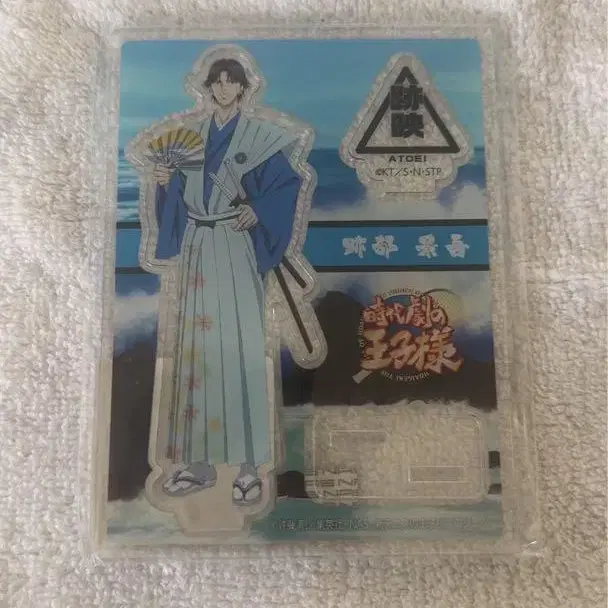 跡映
ATOEI
©KT/S・N・STP
跡部 景吾
時代劇の
王子様